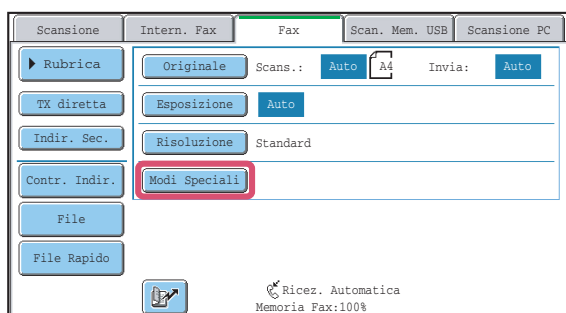 Scansione Intern. Fax Fax Scan. Mem. USB Scansione PC
Rubrica
Originale Scans.: Auto A4 Invia: Auto
TX diretta
Esposizione Auto
Indir. Sec.
Risoluzione Standard
Contr. Indir.
Modi Speciali
File
File Rapido
Ricez. Automatica
Memoria Fax:100%